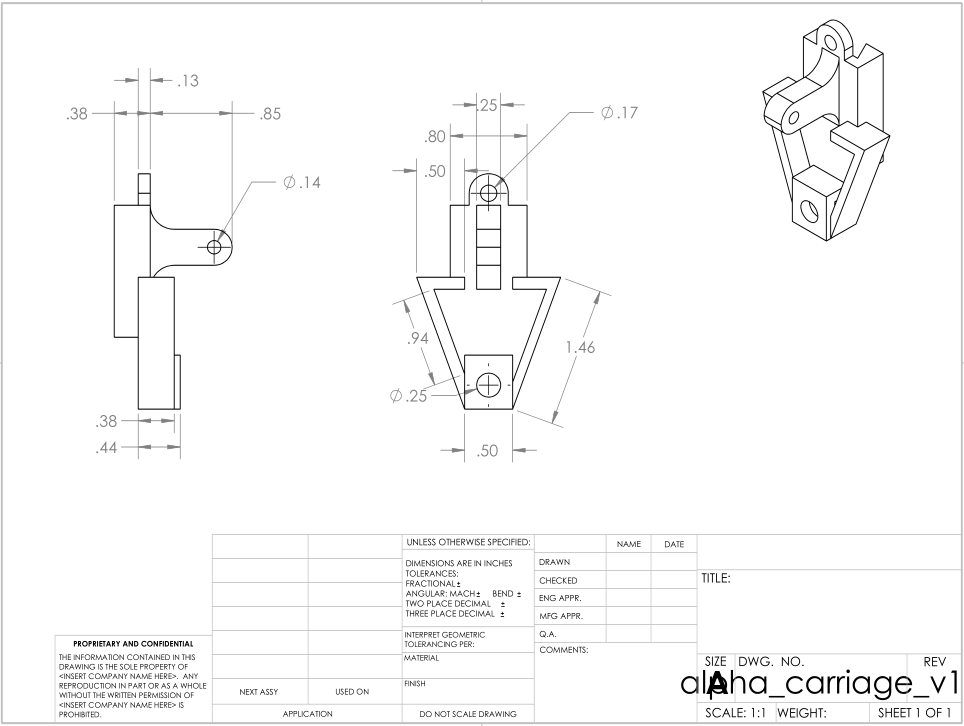 .13
.38
.85
∅.14
.25
∅.17
.80
.50
.94
1.46
∅.25
.50
.38
.44
UNLESS OTHERWISE SPECIFIED:
DIMENSIONS ARE IN INCHES
TOLERANCES:
FRACTIONAL±
ANGULAR: MACH± BEND ±
TWO PLACE DECIMAL ±
THREE PLACE DECIMAL ±
INTERPRET GEOMETRIC
TOLERANCING PER:
MATERIAL
FINISH
DO NOT SCALE DRAWING
NAME DATE
DRAWN
CHECKED
ENG APPR.
MFG APPR.
Q.A.
COMMENTS:
PROPRIETARY AND CONFIDENTIAL
THE INFORMATION CONTAINED IN THIS
DRAWING IS THE SOLE PROPERTY OF
<INSERT COMPANY NAME HERE>. ANY
REPRODUCTION IN PART OR AS A WHOLE
WITHOUT THE WRITTEN PERMISSION OF
<INSERT COMPANY NAME HERE> IS
PROHIBITED.
NEXT ASSY USED ON
APPLICATION
TITLE:
SIZE DWG. NO. REV
A
alpha_carriage_v1
SCALE: 1:1 WEIGHT: SHEET 1 OF 1